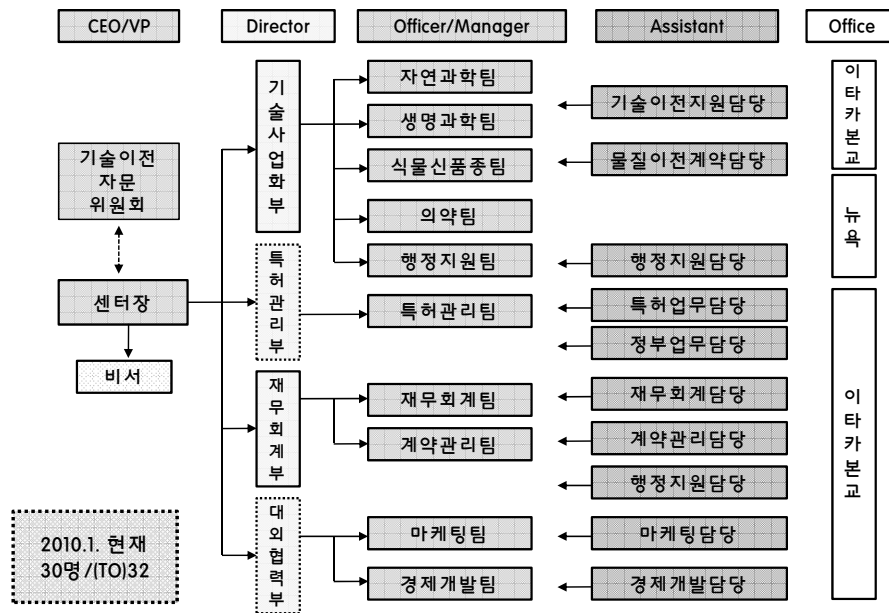 CEO/VP
Director
Officer/Manager
Assistant
Office
기술이전
자문
위원회
센터장
비서
2010.1. 현재
30명/(TO)32
기술사업화부
특허관리부
재무회계부
대외협력부
자연과학팀
생명과학팀
식물신품종팀
의약팀
행정지원팀
특허관리팀
재무회계팀
계약관리팀
마케팅팀
경제개발팀
기술이전지원담당
물질이전계약담당
행정지원담당
특허업무담당
정부업무담당
재무회계담당
계약관리담당
행정지원담당
마케팅담당
경제개발담당
이타카본교
뉴욕
이타카본교